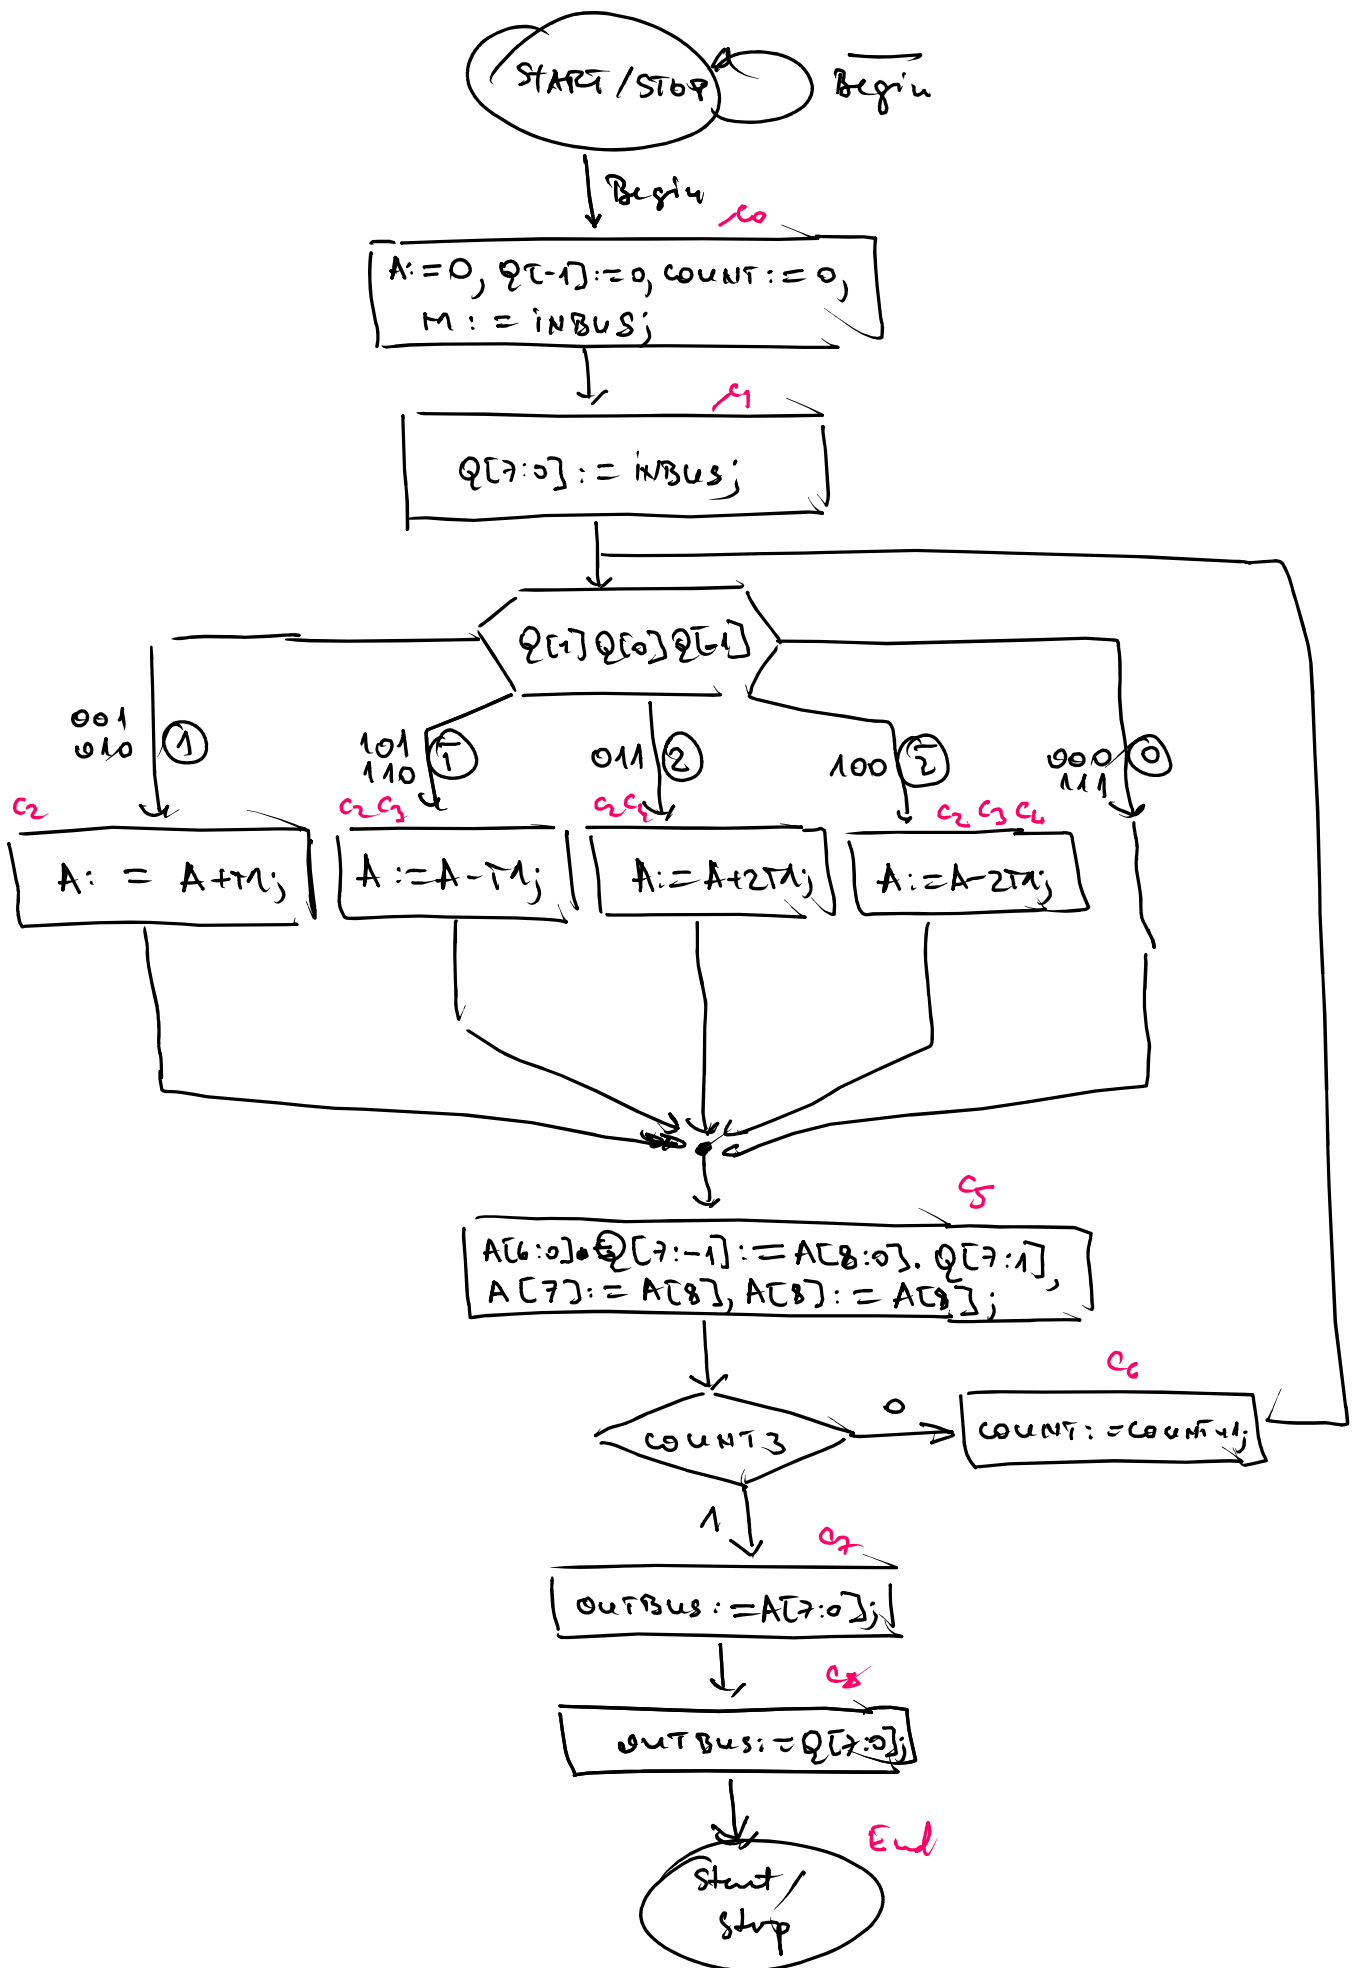 START/STOP
Begin
Begin
c0
A:=0, Q[-1]:=0, COUNT:=0,
M:=INBUS;
c1
Q[7:0]:=INBUS;
Q[1]Q[0]Q[-1]
001
010
1
101
110
1̅
011
2
100
2̅
000
111
0
c2
c2 c3
c2 c4
c2 c3 c4
A:=A+M;
A:=A-M;
A:=A+2M;
A:=A-2M;
c5
A[6:0].Q[7:-1]:=A[8:0].Q[7:1],
A[7]:=A[8], A[8]:=A[8];
c6
COUNT3
0
COUNT:=COUNT+1;
1
c7
OUTBUS:=A[7:0];
c8
OUTBUS:=Q[7:0];
End
Start/
Stop